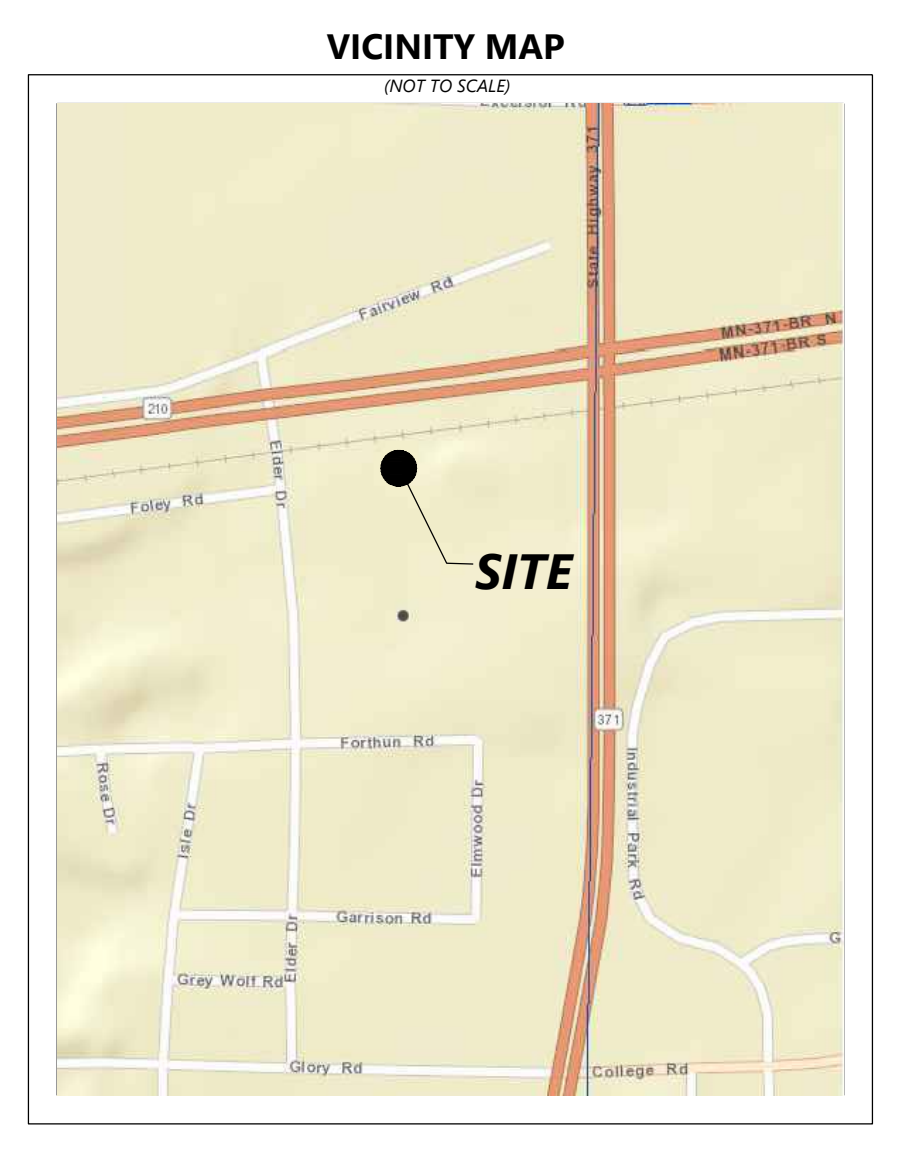 VICINITY MAP
(NOT TO SCALE)
Excelsior Rd
State Highway 371
Fairview Rd
MN-371-BR N
MN-371-BR S
210
Elder Dr
Foley Rd
SITE
371
Forthun Rd
Rose Dr
Isle Dr
Elmwood Dr
Industrial Park Rd
Garrison Rd
Elder Dr
G
Grey Wolf Rd
Glory Rd
College Rd